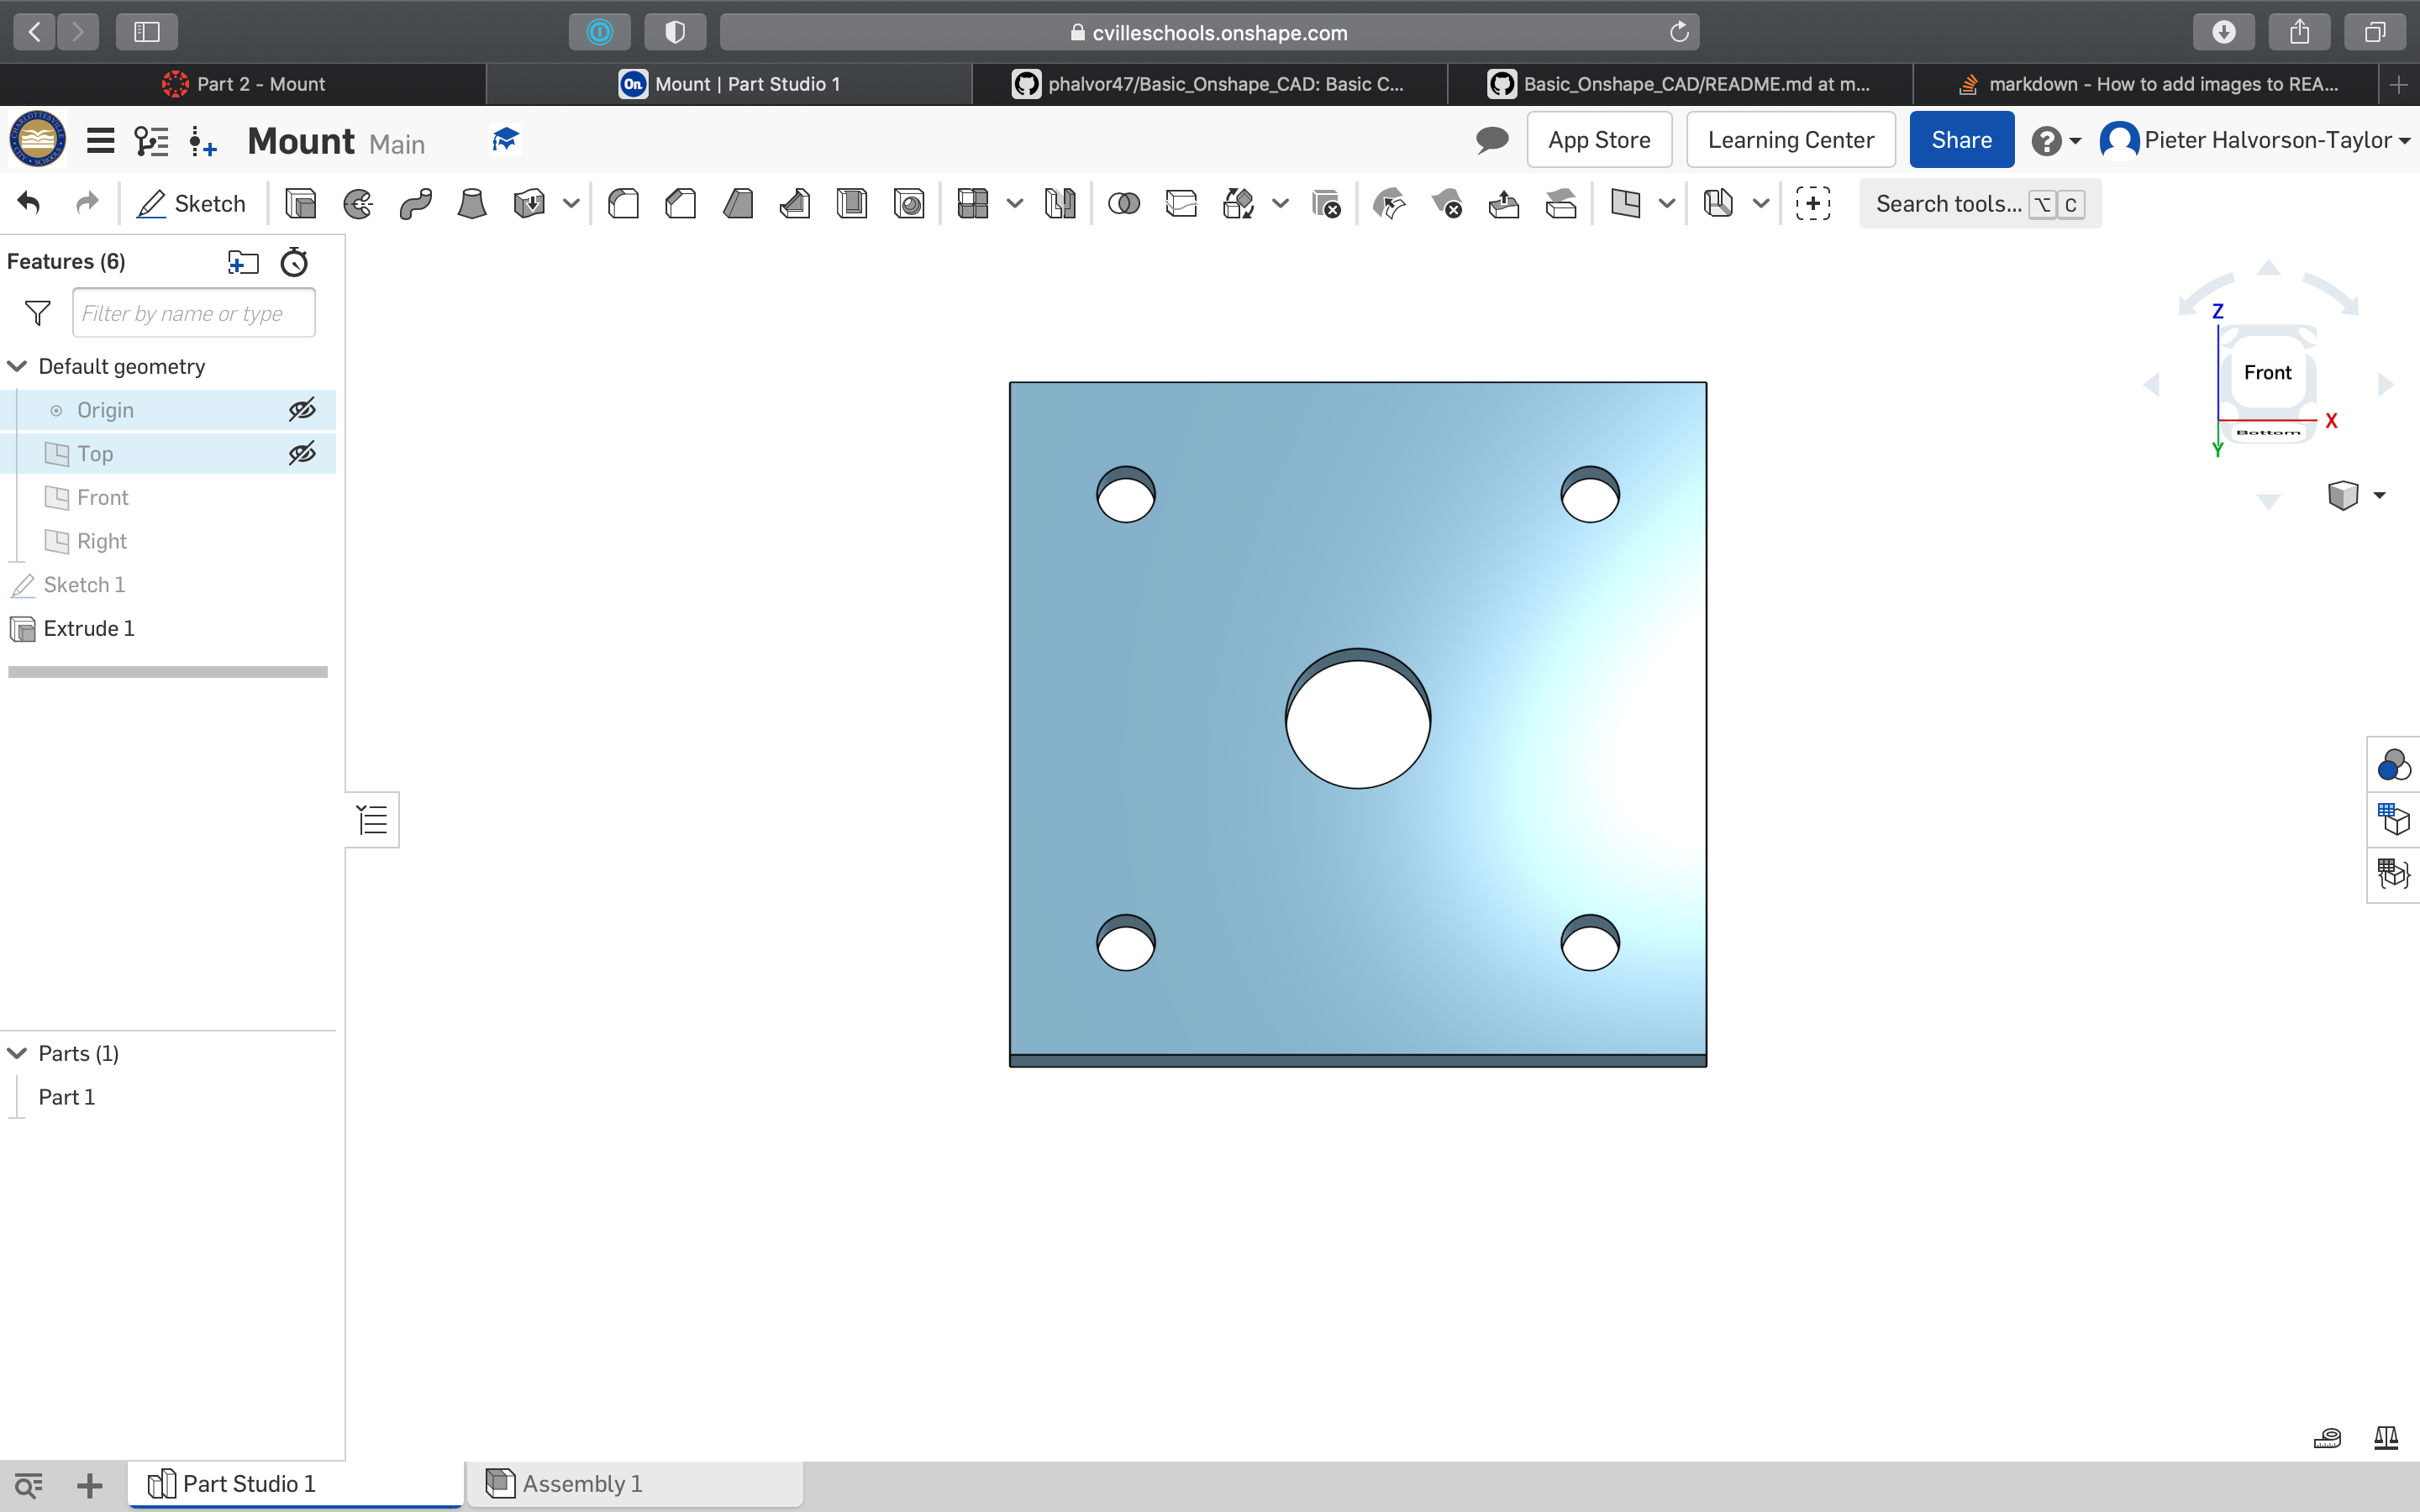 cvilleschools.onshape.com
Part 2 - Mount
On Mount | Part Studio 1
phalvor47/Basic_Onshape_CAD: Basic C...
Basic_Onshape_CAD/README.md at m...
markdown - How to add images to REA...
Mount Main
App Store
Learning Center
Share
Pieter Halvorson-Taylor
Sketch
Search tools... ⌥ C
Features (6)
Filter by name or type
Default geometry
Origin
Top
Front
Right
Sketch 1
Extrude 1
Z
Front
X
Bottom
Y
Parts (1)
Part 1
Part Studio 1
Assembly 1